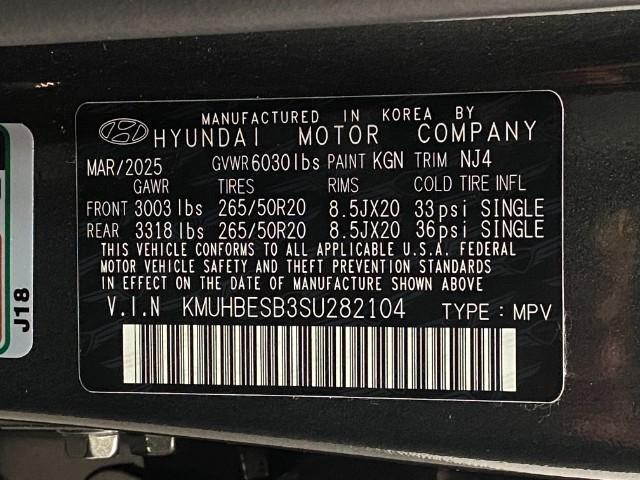 MANUFACTURED IN KOREA BY
HYUNDAI MOTOR COMPANY
MAR/2025 GVWR 6030 lbs PAINT KGN TRIM NJ4
GAWR TIRES RIMS COLD TIRE INFL
FRONT 3003 lbs 265/50R20 8.5JX20 33psi SINGLE
REAR 3318 lbs 265/50R20 8.5JX20 36psi SINGLE
THIS VEHICLE CONFORMS TO ALL APPLICABLE U.S.A. FEDERAL
MOTOR VEHICLE SAFETY AND THEFT PREVENTION STANDARDS
IN EFFECT ON THE DATE OF MANUFACTURE SHOWN ABOVE
V.I.N KMUHBESB3SU282104 TYPE : MPV
J18